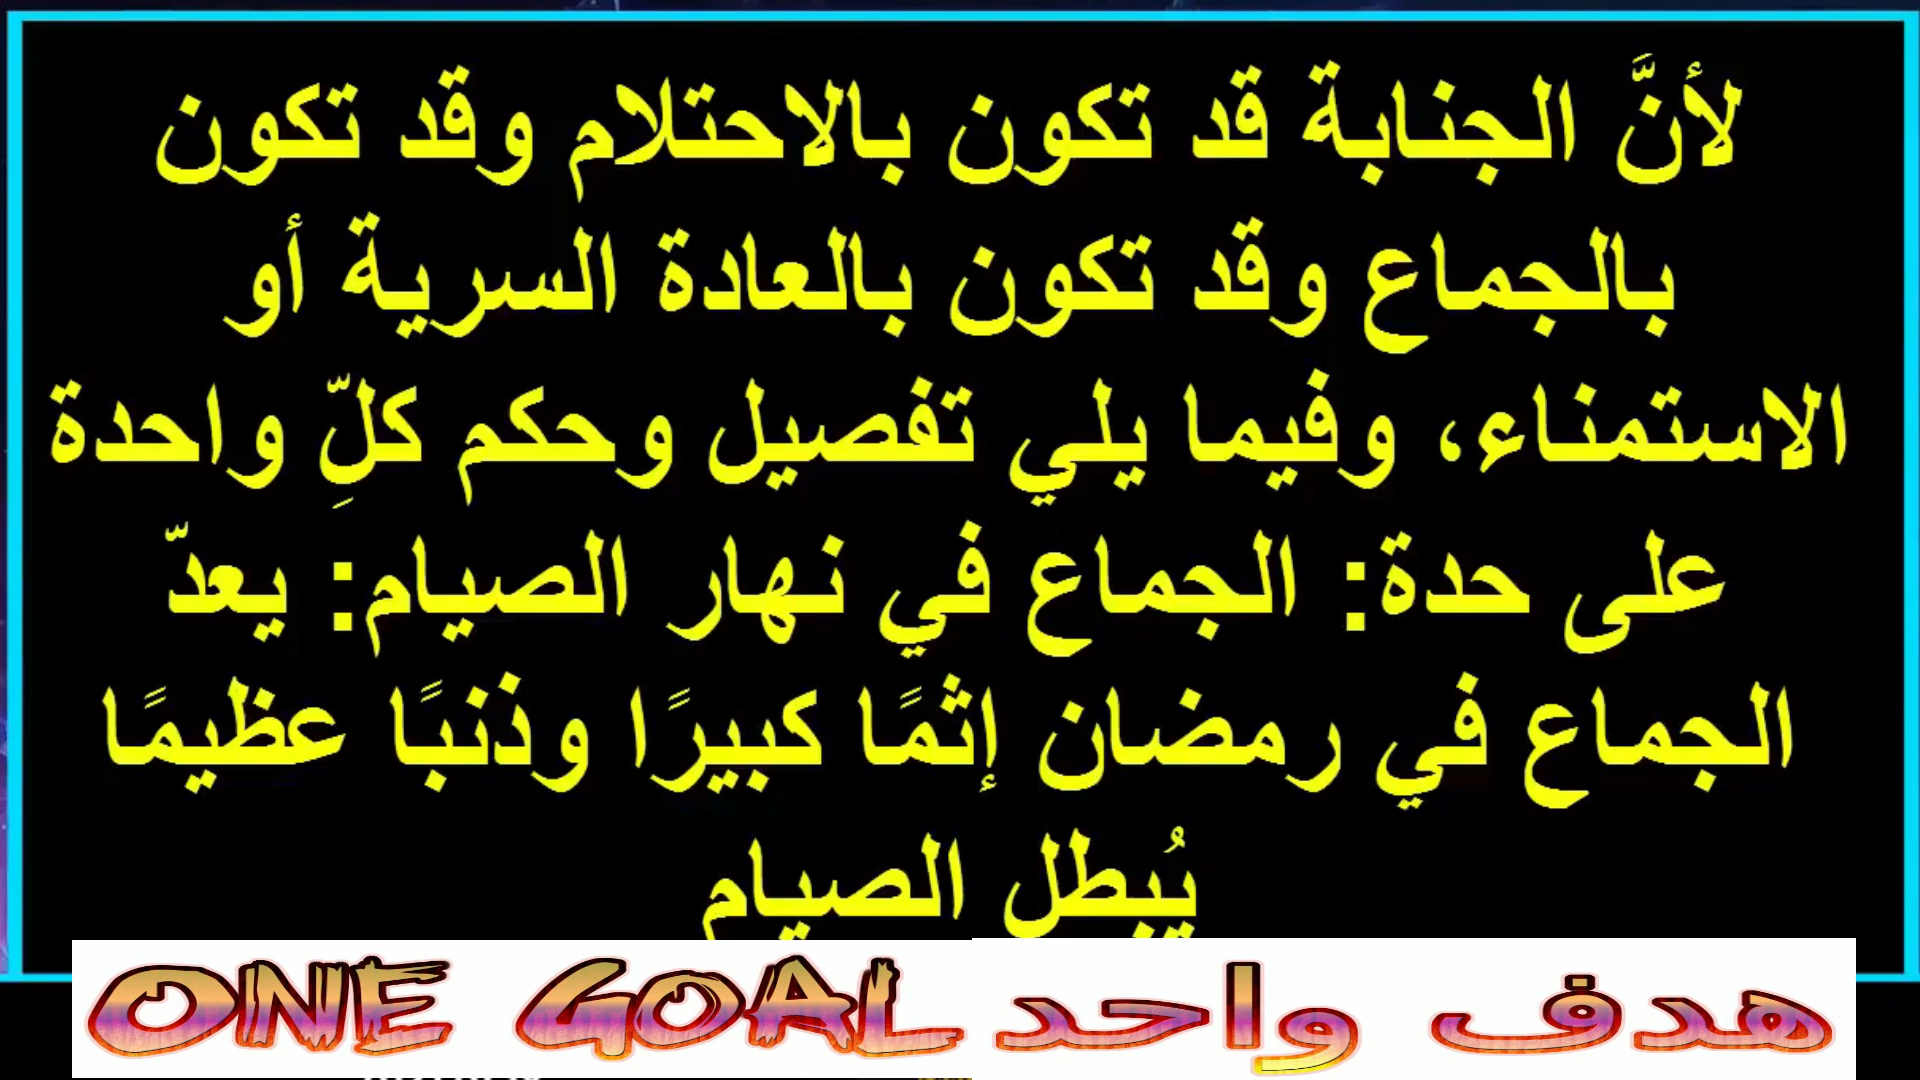 لأنَّ الجنابة قد تكون بالاحتلام وقد تكون
بالجماع وقد تكون بالعادة السرية أو
الاستمناء، وفيما يلي تفصيل وحكم كلِّ واحدة
على حدة: الجماع في نهار الصيام: يعدّ
الجماع في رمضان إثمًا كبيرًا وذنبًا عظيمًا
يُبطل الصيام
ONE GOAL هدف واحد